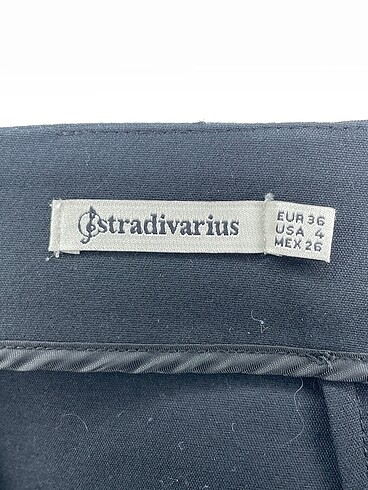 stradivarius
EUR 36
USA 4
MEX 26